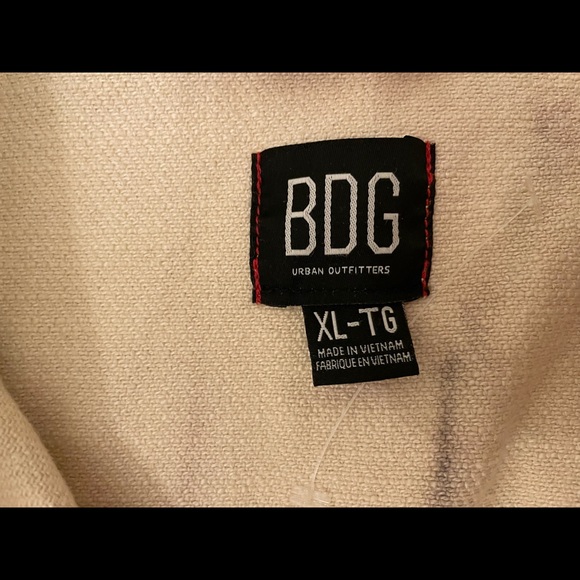 BDG
URBAN OUTFITTERS
XL-TG
MADE IN VIETNAM
FABRIQUE EN VIETNAM